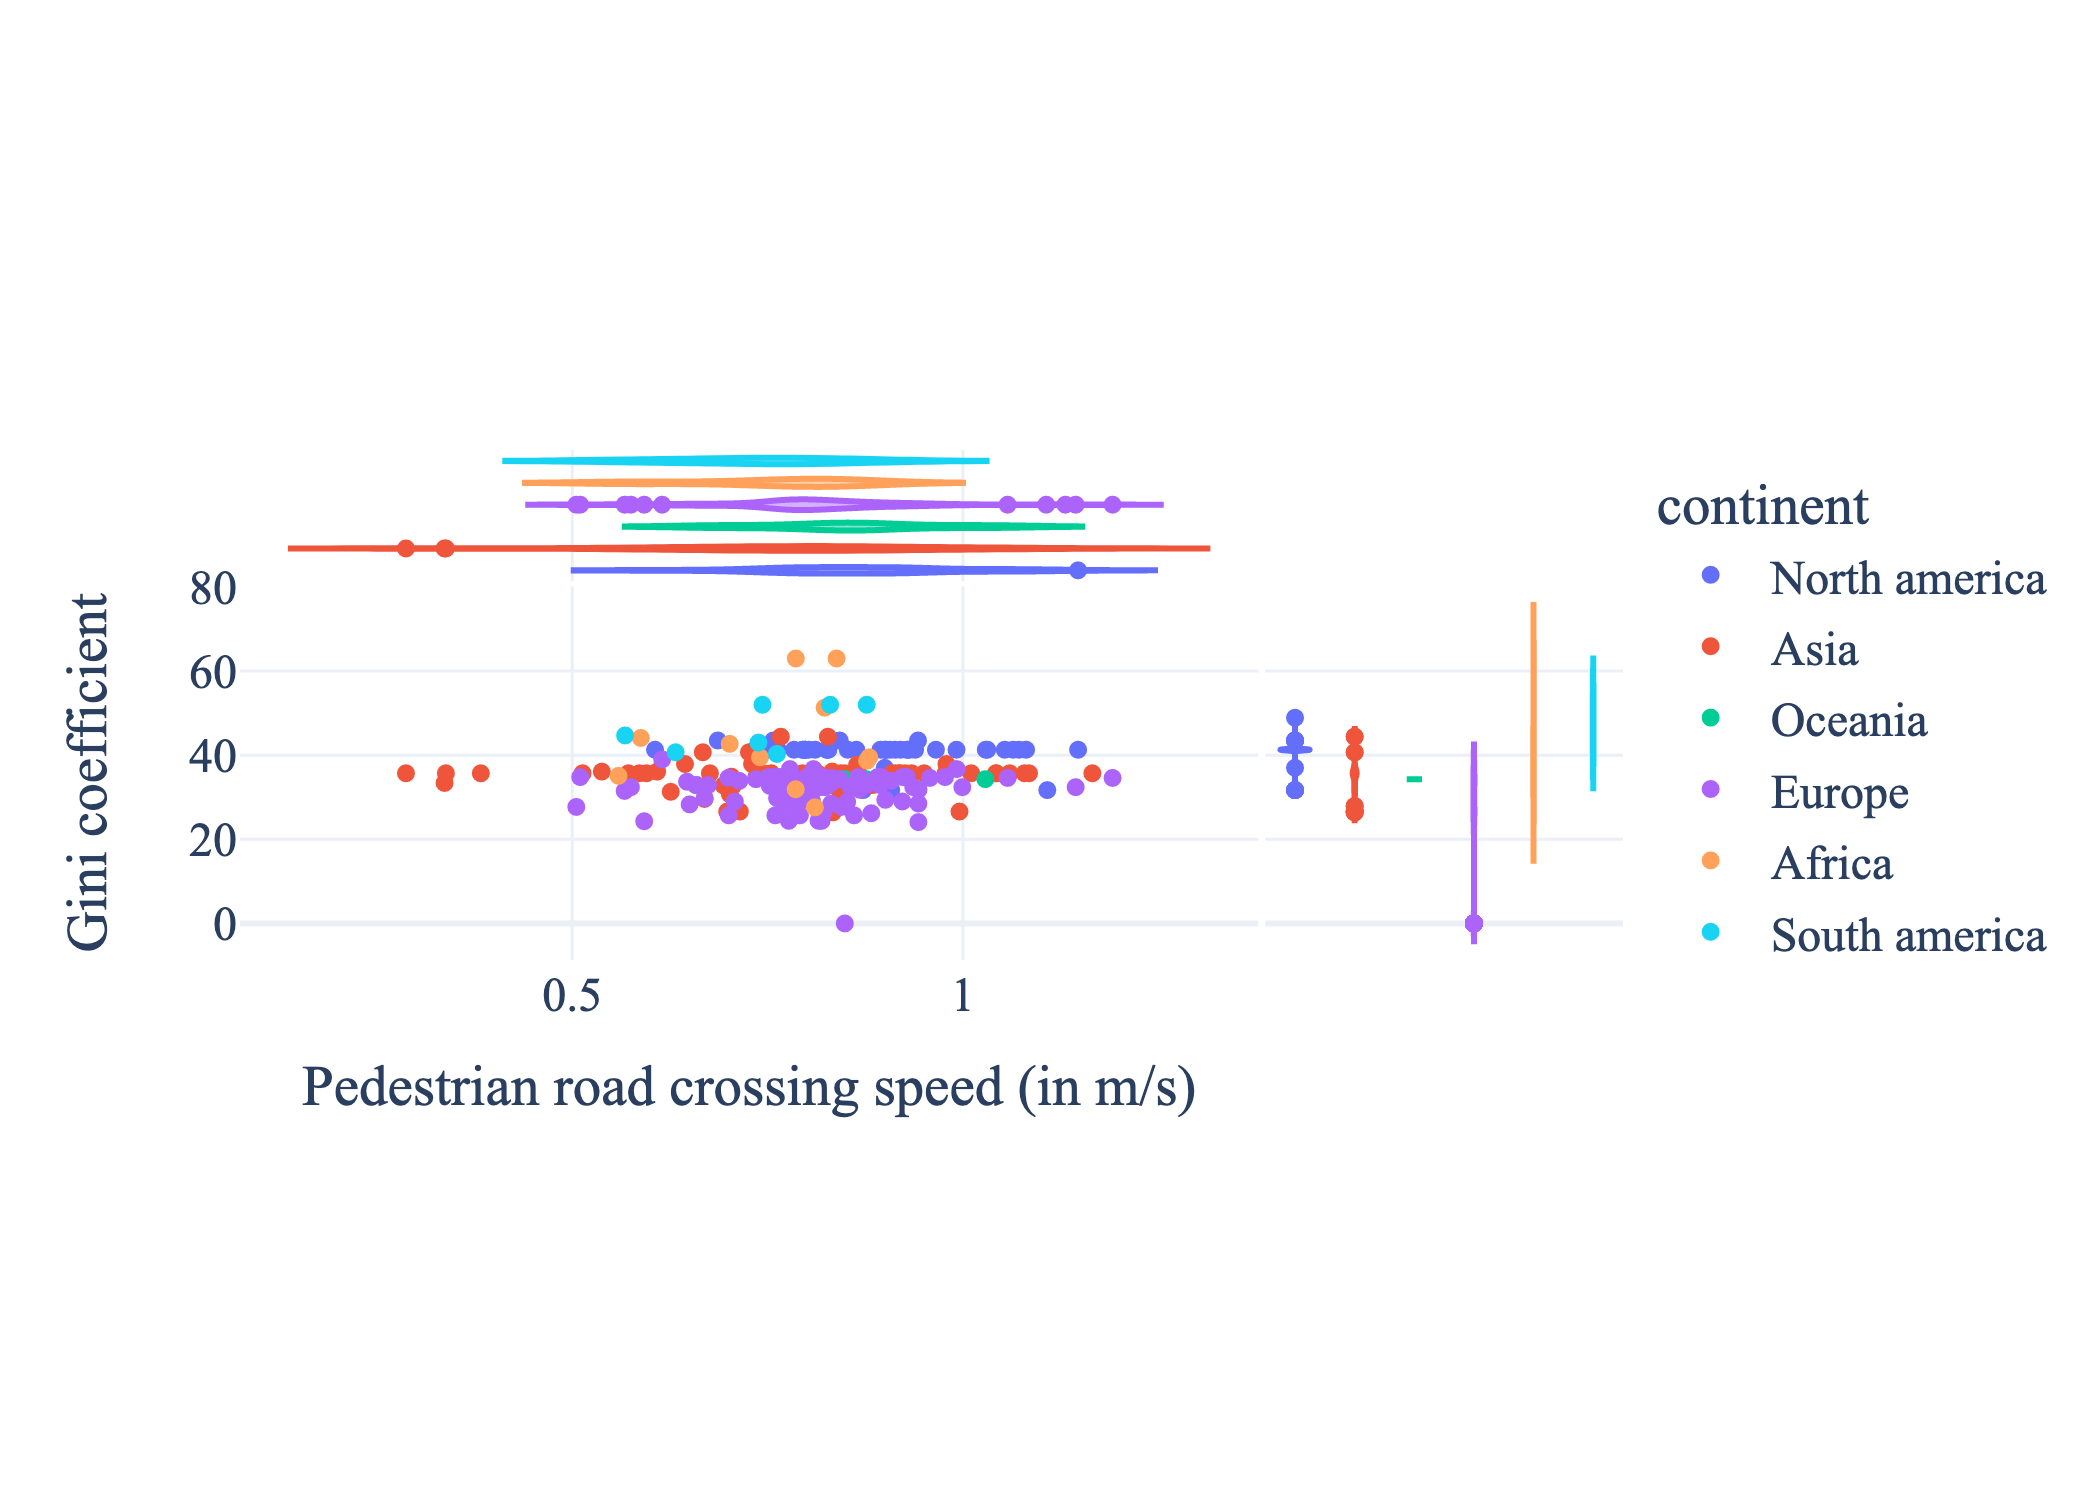 continent
North america
Asia
Oceania
Europe
Africa
South america
80
60
40
20
0
Gini coefficient
0.5
1
Pedestrian road crossing speed (in m/s)